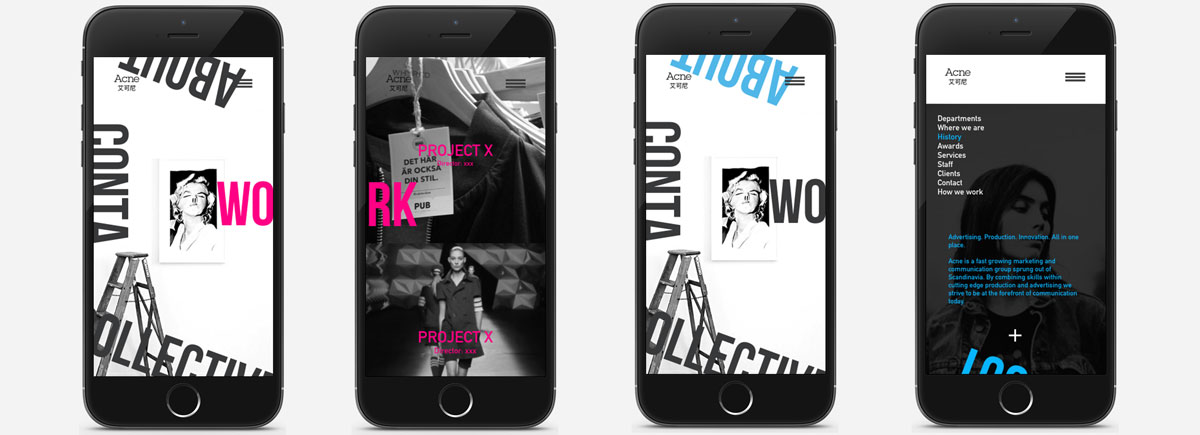 ABOUT
Acne
艾可尼
CONTA
WO
OLLECTIV
Acne
PROJECT X
Director: xxx
DET HÄR
ÄR OCKSÅ
DIN STIL.
PUB
RK
PROJECT X
Director: xxx
ABOUT
Acne
艾可尼
CONTA
WO
OLLECTIV
Acne
艾可尼
Departments
Where we are
History
Awards
Services
Staff
Clients
Contact
How we work
Advertising. Production. Innovation. All in one
place.
Acne is a fast growing marketing and
communication group sprung out of
Scandinavia. By combining skills within
cutting edge production and advertising we
strive to be at the forefront of communication
today
+